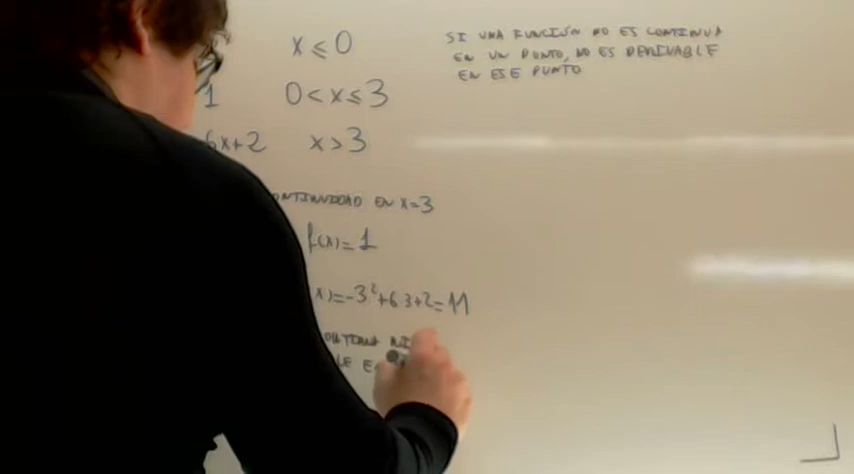 x ≤ 0
SI UNA FUNCIÓN NO ES CONTINUA
EN UN PUNTO, NO ES DERIVABLE
EN ESE PUNTO
1 0 < x ≤ 3
6x+2 x > 3
ONTINUIDAD EN x=3
f(x) = 1
x)=-3²+6 3+2= 11